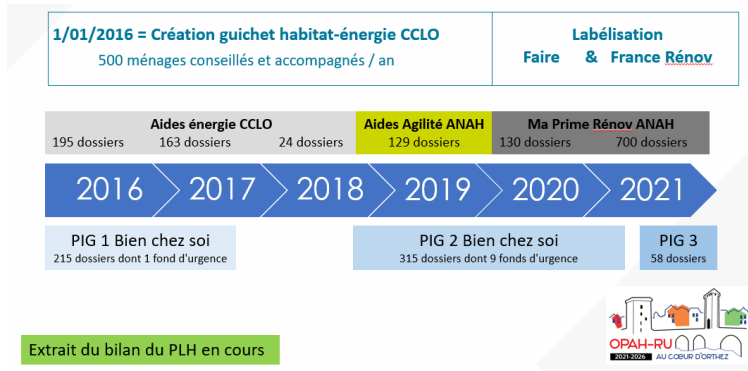 1/01/2016 = Création guichet habitat-énergie CCLO
500 ménages conseillés et accompagnés / an
Labélisation
Faire & France Rénov
Aides énergie CCLO
195 dossiers 163 dossiers 24 dossiers
Aides Agilité ANAH
129 dossiers
Ma Prime Rénov ANAH
130 dossiers 700 dossiers
2016 2017 2018 2019 2020 2021
PIG 1 Bien chez soi
215 dossiers dont 1 fond d'urgence
PIG 2 Bien chez soi
315 dossiers dont 9 fonds d'urgence
PIG 3
58 dossiers
OPAH-RU
2021-2026 AU CŒUR D'ORTHEZ
Extrait du bilan du PLH en cours